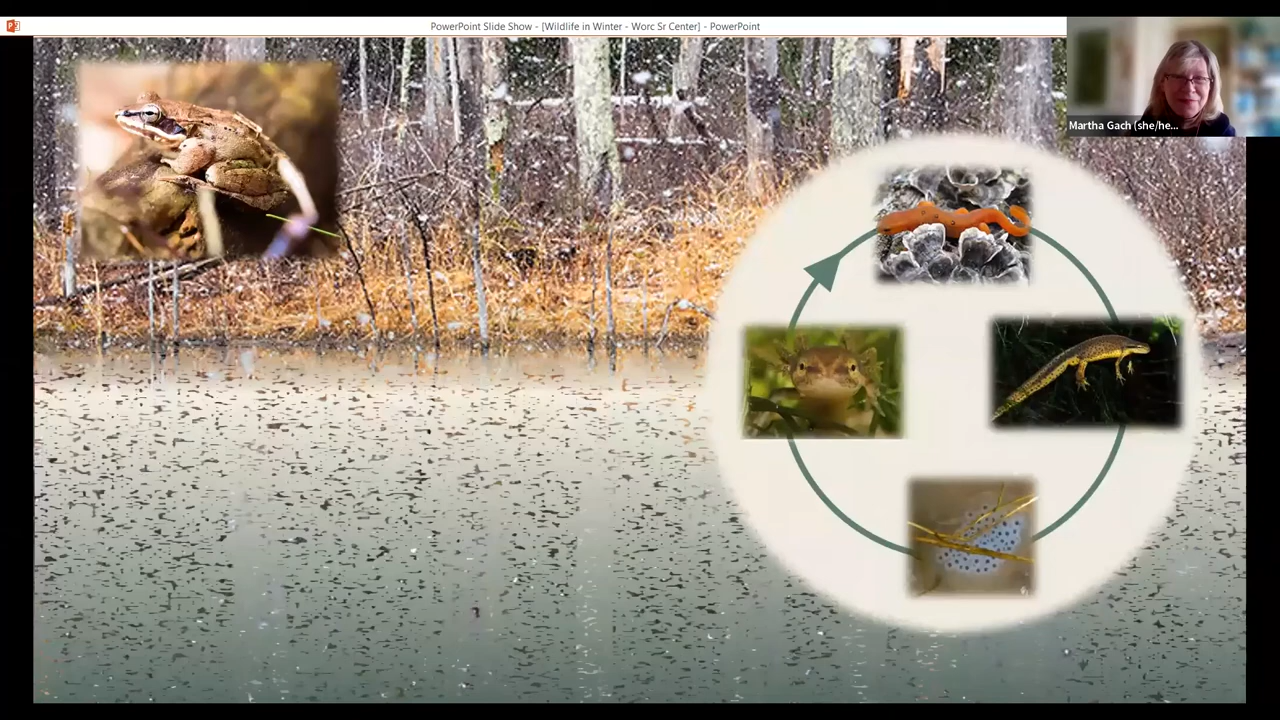 PowerPoint Slide Show - [Wildlife in Winter - Worc Sr Center] - PowerPoint
Martha Gach (she/he...